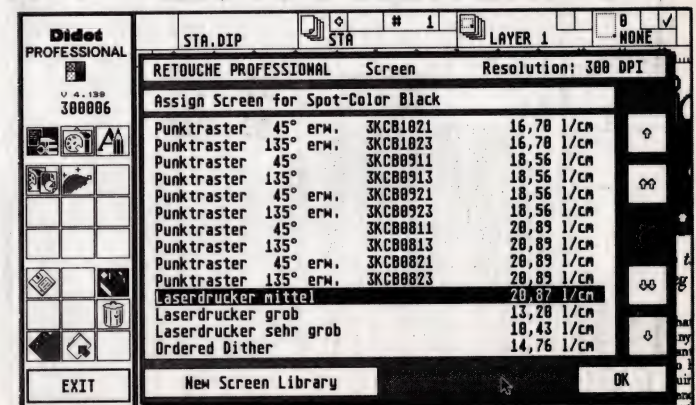 Didot
PROFESSIONAL
V 4.130
300006
EXIT
STA.DIP
STA
# 1
LAYER 1
0
NONE
RETOUCHE PROFESSIONAL Screen Resolution: 300 DPI
Assign Screen for Spot-Color Black
Punktraster 45° erw. 3KCB1021 16,70 l/cm
Punktraster 135° erw. 3KCB1023 16,70 l/cm
Punktraster 45° 3KCB0911 18,56 l/cm
Punktraster 135° 3KCB0913 18,56 l/cm
Punktraster 45° erw. 3KCB0921 18,56 l/cm
Punktraster 135° erw. 3KCB0923 18,56 l/cm
Punktraster 45° 3KCB0811 20,89 l/cm
Punktraster 135° 3KCB0813 20,89 l/cm
Punktraster 45° erw. 3KCB0821 20,89 l/cm
Punktraster 135° erw. 3KCB0823 20,89 l/cm
Laserdrucker mittel 20,87 l/cm
Laserdrucker grob 13,20 l/cm
Laserdrucker sehr grob 10,43 l/cm
Ordered Dither 14,76 l/cm
New Screen Library
OK